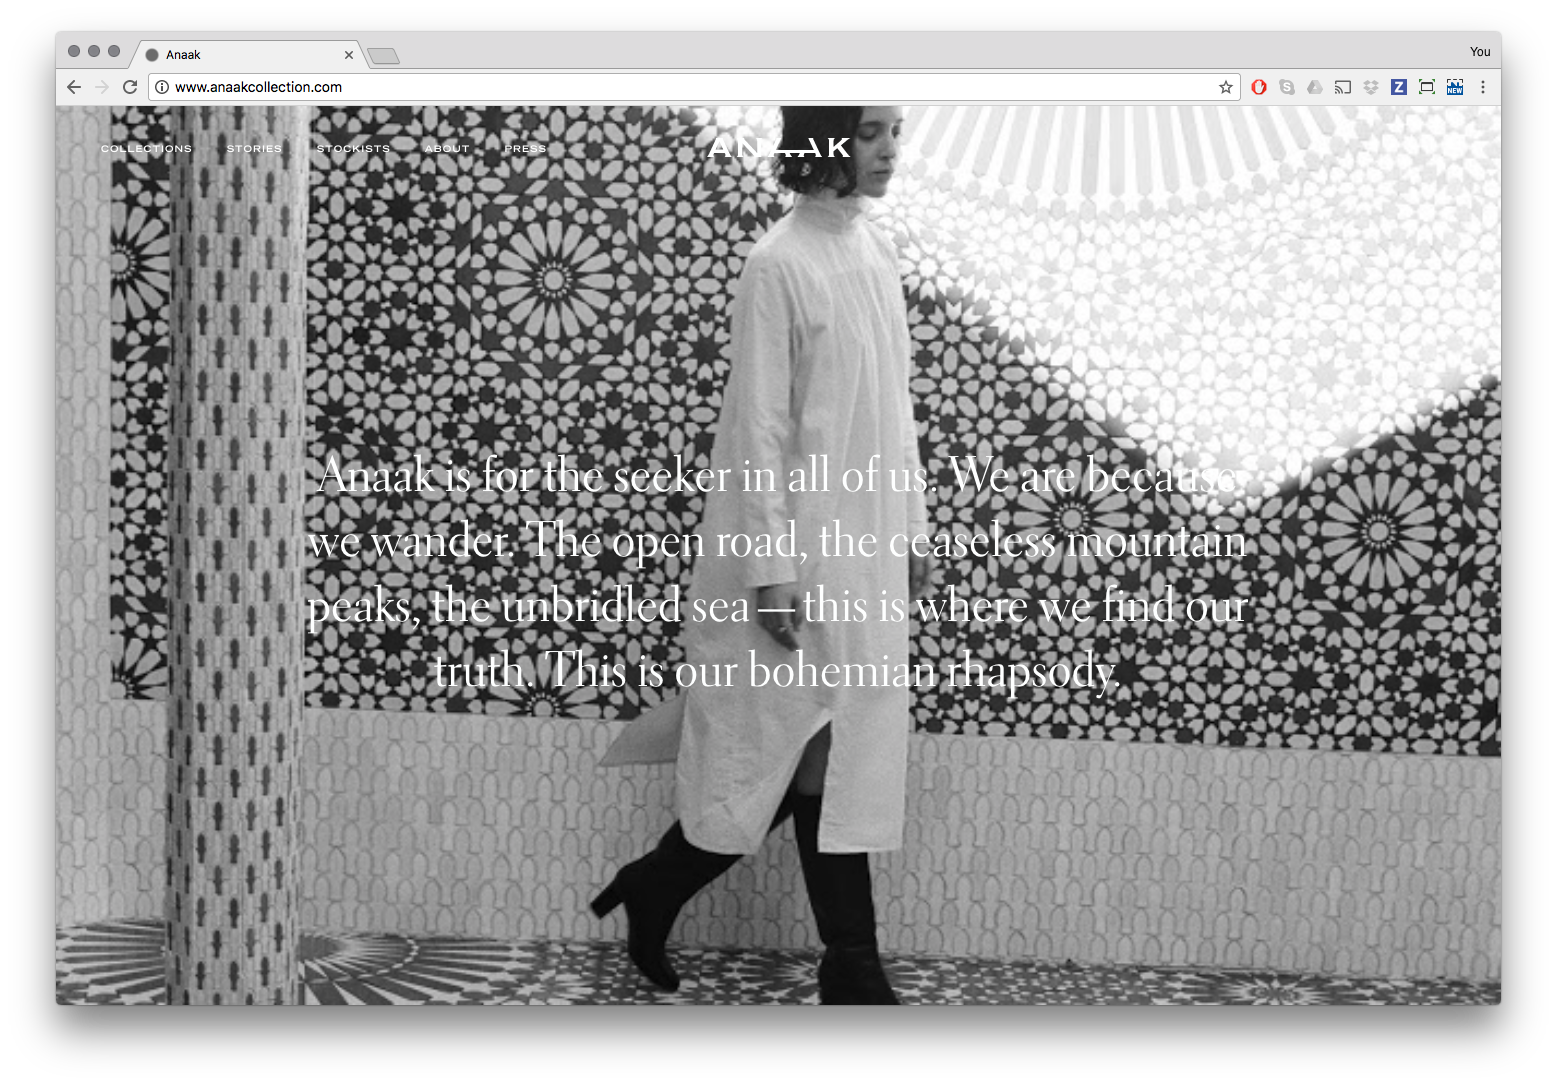 Anaak
You
www.anaakcollection.com
NEW
COLLECTIONS STORIES STOCKISTS ABOUT PRESS
ANAAK
Anaak is for the seeker in all of us. We are because
we wander. The open road, the ceaseless mountain
peaks, the unbridled sea — this is where we find our
truth. This is our bohemian rhapsody.